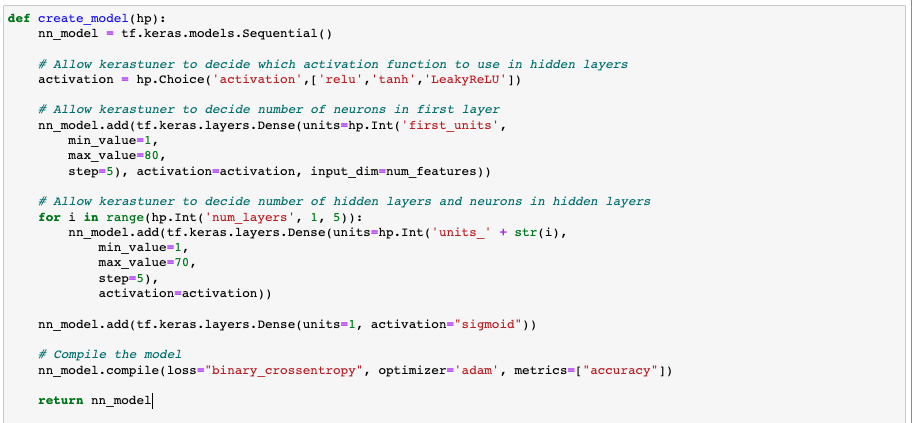 def create_model(hp):
    nn_model = tf.keras.models.Sequential()

    # Allow kerastuner to decide which activation function to use in hidden layers
    activation = hp.Choice('activation',['relu','tanh','LeakyReLU'])

    # Allow kerastuner to decide number of neurons in first layer
    nn_model.add(tf.keras.layers.Dense(units=hp.Int('first_units',
        min_value=1,
        max_value=80,
        step=5), activation=activation, input_dim=num_features))

    # Allow kerastuner to decide number of hidden layers and neurons in hidden layers
    for i in range(hp.Int('num_layers', 1, 5)):
        nn_model.add(tf.keras.layers.Dense(units=hp.Int('units_' + str(i),
            min_value=1,
            max_value=70,
            step=5),
            activation=activation))

    nn_model.add(tf.keras.layers.Dense(units=1, activation="sigmoid"))

    # Compile the model
    nn_model.compile(loss="binary_crossentropy", optimizer='adam', metrics=["accuracy"])

    return nn_model